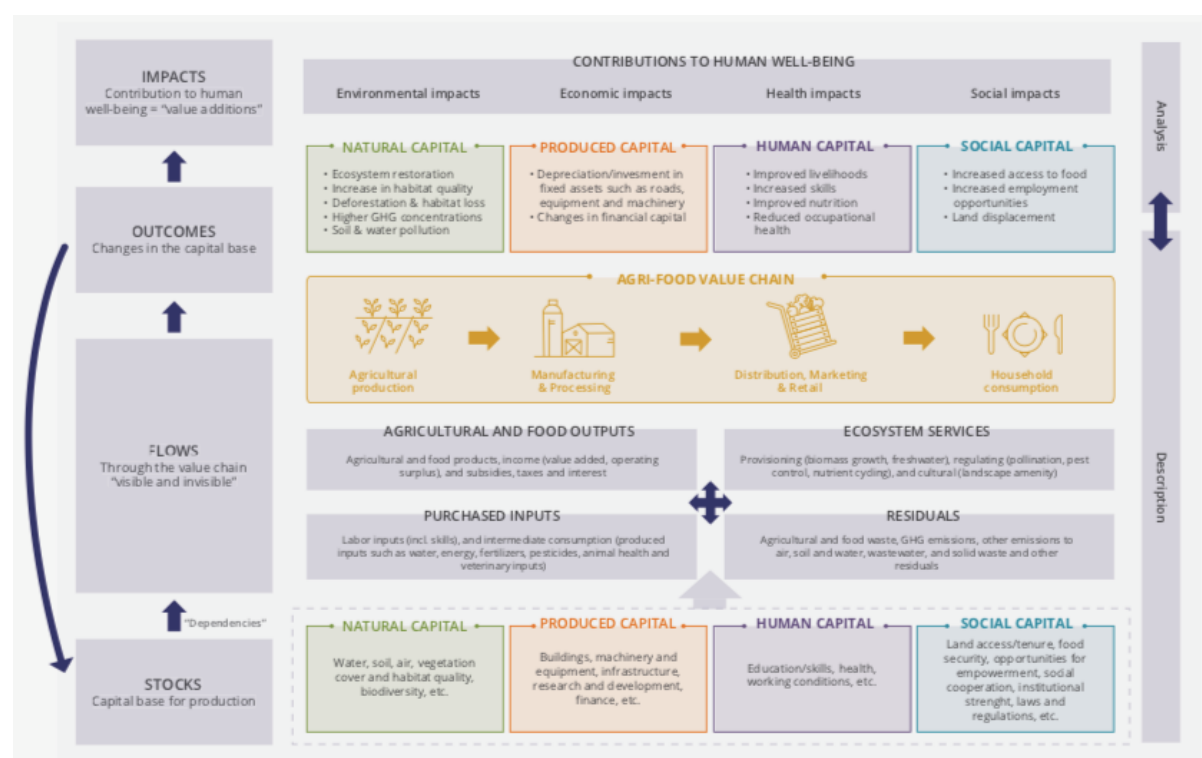 IMPACTS
Contribution to human
well-being = “value additions”
OUTCOMES
Changes in the capital base
FLOWS
Through the value chain
“visible and invisible”
“Dependencies”
STOCKS
Capital base for production
CONTRIBUTIONS TO HUMAN WELL-BEING
Environmental impacts
Economic impacts
Health impacts
Social impacts
NATURAL CAPITAL
• Ecosystem restoration
• Increase in habitat quality
• Deforestation & habitat loss
• Higher GHG concentrations
• Soil & water pollution
PRODUCED CAPITAL
• Depreciation/invesment in
fixed assets such as roads,
equipment and machinery
• Changes in financial capital
HUMAN CAPITAL
• Improved livelihoods
• Increased skills
• Improved nutrition
• Reduced occupational
health
SOCIAL CAPITAL
• Increased access to food
• Increased employment
opportunities
• Land displacement
AGRI-FOOD VALUE CHAIN
Agricultural
production
Manufacturing
& Processing
Distribution, Marketing
& Retail
Household
consumption
AGRICULTURAL AND FOOD OUTPUTS
Agricultural and food products, income (value added, operating
surplus), and subsidies, taxes and interest
ECOSYSTEM SERVICES
Provisioning (biomass growth, freshwater), regulating (pollination, pest
control, nutrient cycling), and cultural (landscape amenity)
PURCHASED INPUTS
Labor inputs (incl. skills), and intermediate consumption (produced
inputs such as water, energy, fertilizers, pesticides, animal health and
veterinary inputs)
RESIDUALS
Agricultural and food waste, GHG emissions, other emissions to
air, soil and water, wastewater, and solid waste and other
residuals
NATURAL CAPITAL
Water, soil, air, vegetation
cover and habitat quality,
biodiversity, etc.
PRODUCED CAPITAL
Buildings, machinery and
equipment, infrastructure,
research and development,
finance, etc.
HUMAN CAPITAL
Education/skills, health,
working conditions, etc.
SOCIAL CAPITAL
Land access/tenure, food
security, opportunities for
empowerment, social
cooperation, institutional
strenght, laws and
regulations, etc.
Analysis
Description